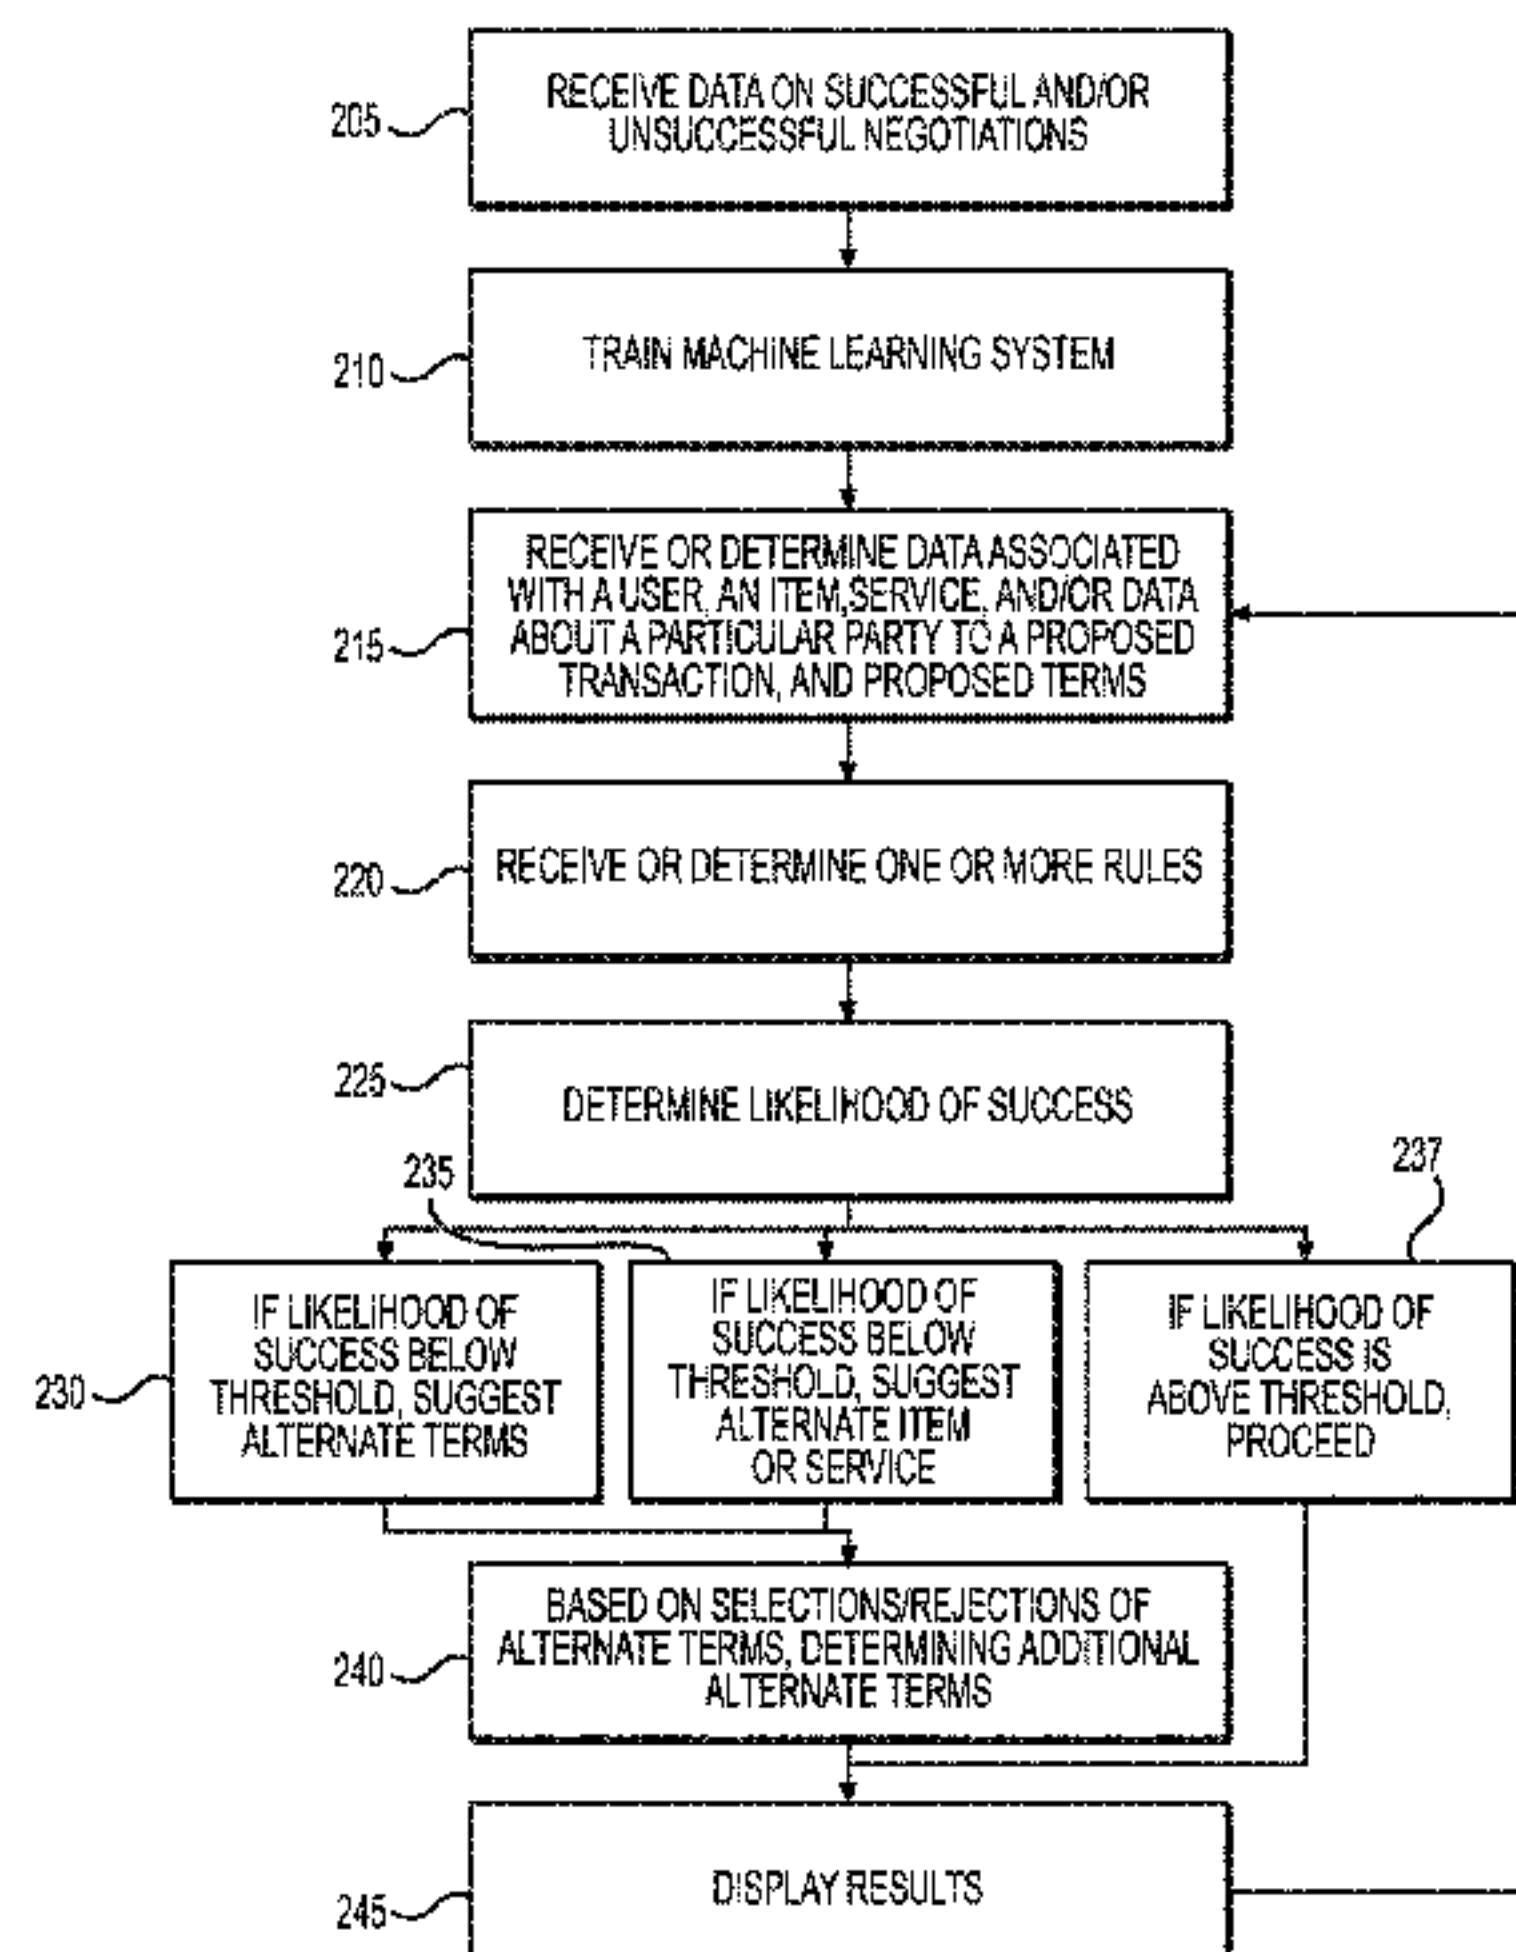 205
RECEIVE DATA ON SUCCESSFUL AND/OR
UNSUCCESSFUL NEGOTIATIONS
210
TRAIN MACHINE LEARNING SYSTEM
215
RECEIVE OR DETERMINE DATA ASSOCIATED
WITH A USER, AN ITEM,SERVICE, AND/OR DATA
ABOUT A PARTICULAR PARTY TO A PROPOSED
TRANSACTION, AND PROPOSED TERMS
220
RECEIVE OR DETERMINE ONE OR MORE RULES
225
DETERMINE LIKELIHOOD OF SUCCESS
230
IF LIKELIHOOD OF
SUCCESS BELOW
THRESHOLD, SUGGEST
ALTERNATE TERMS
235
IF LIKELIHOOD OF
SUCCESS BELOW
THRESHOLD, SUGGEST
ALTERNATE ITEM
OR SERVICE
237
IF LIKELIHOOD OF
SUCCESS IS
ABOVE THRESHOLD,
PROCEED
240
BASED ON SELECTIONS/REJECTIONS OF
ALTERNATE TERMS, DETERMINING ADDITIONAL
ALTERNATE TERMS
245
DISPLAY RESULTS